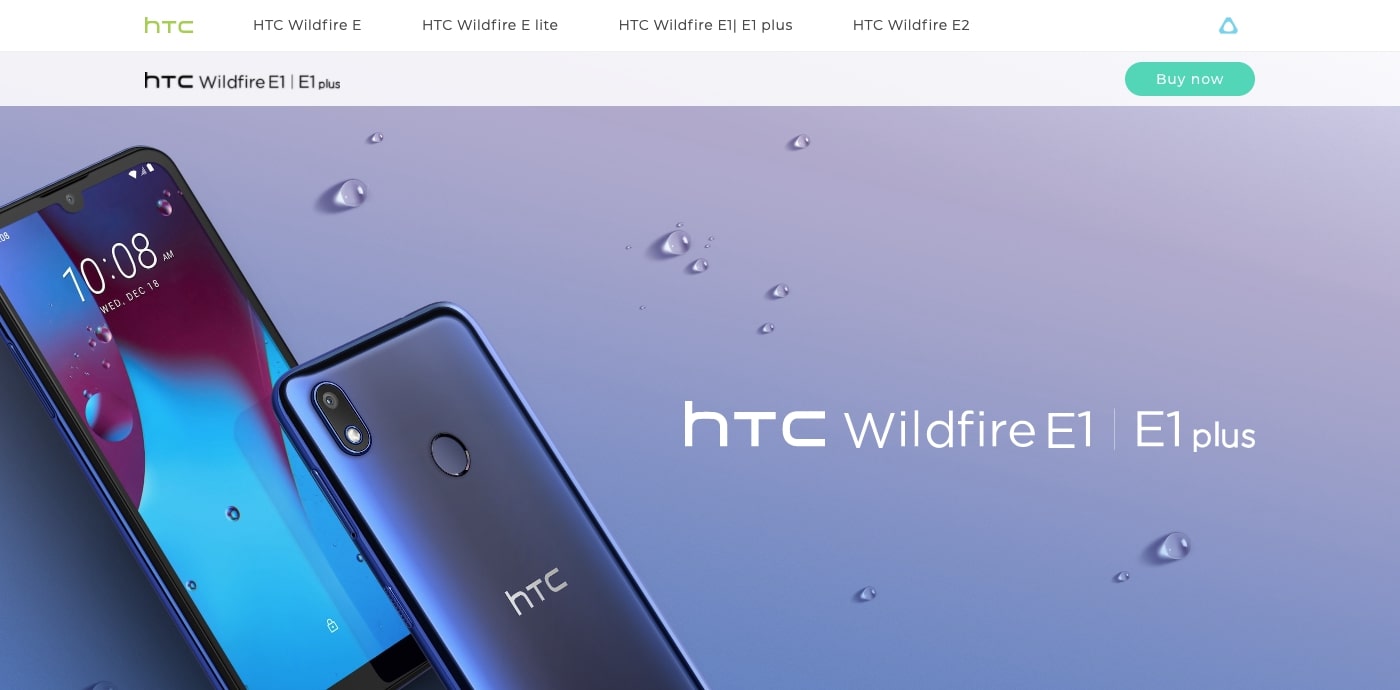 hTC HTC Wildfire E HTC Wildfire E lite HTC Wildfire E1| E1 plus HTC Wildfire E2
hTC Wildfire E1 | E1 plus Buy now
08
10:08 AM
WED, DEC 18
hTC Wildfire E1 | E1 plus
hTC